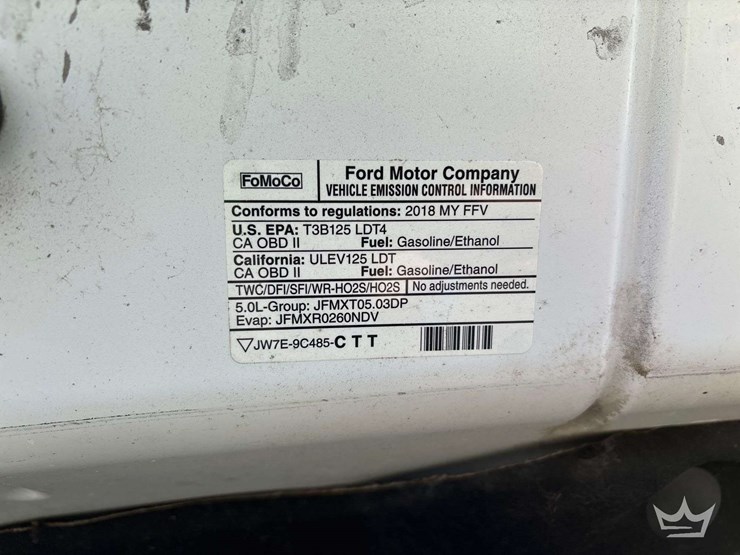 FoMoCo
Ford Motor Company
VEHICLE EMISSION CONTROL INFORMATION
Conforms to regulations: 2018 MY FFV
U.S. EPA: T3B125 LDT4
CA OBD II Fuel: Gasoline/Ethanol
California: ULEV125 LDT
CA OBD II Fuel: Gasoline/Ethanol
TWC/DFI/SFI/WR-HO2S/HO2S No adjustments needed.
5.0L-Group: JFMXT05.03DP
Evap: JFMXR0260NDV
JW7E-9C485-CTT